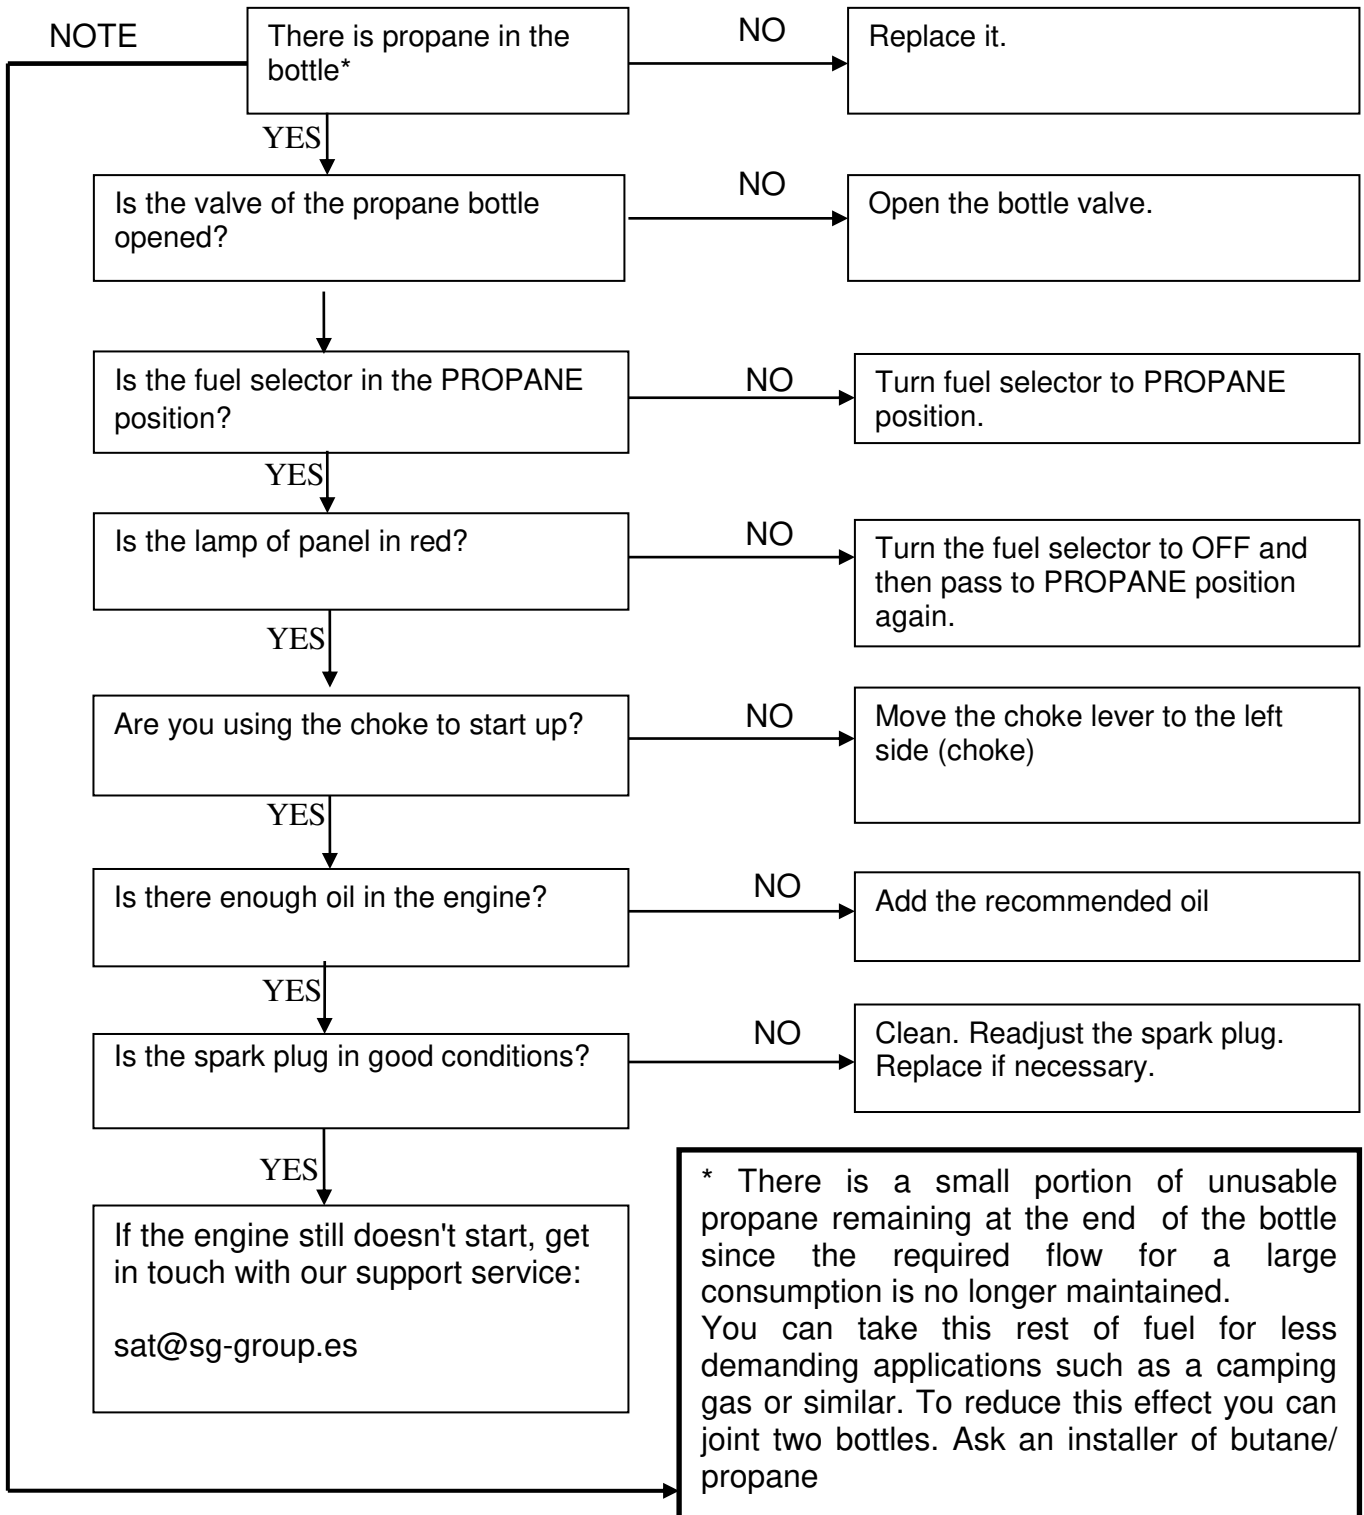 NOTE
There is propane in the
bottle*
NO
Replace it.
YES
Is the valve of the propane bottle
opened?
NO
Open the bottle valve.
Is the fuel selector in the PROPANE
position?
NO
Turn fuel selector to PROPANE
position.
YES
Is the lamp of panel in red?
NO
Turn the fuel selector to OFF and
then pass to PROPANE position
again.
YES
Are you using the choke to start up?
NO
Move the choke lever to the left
side (choke)
YES
Is there enough oil in the engine?
NO
Add the recommended oil
YES
Is the spark plug in good conditions?
NO
Clean. Readjust the spark plug.
Replace if necessary.
YES
If the engine still doesn't start, get
in touch with our support service:
sat@sg-group.es
* There is a small portion of unusable
propane remaining at the end of the bottle
since the required flow for a large
consumption is no longer maintained.
You can take this rest of fuel for less
demanding applications such as a camping
gas or similar. To reduce this effect you can
joint two bottles. Ask an installer of butane/
propane